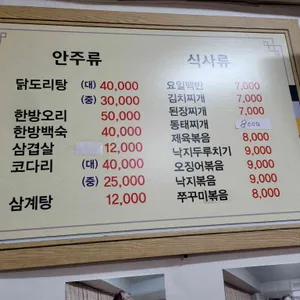 안주류
닭도리탕 (대) 40,000
(중) 30,000
한방오리 50,000
한방백숙 40,000
삼겹살 12,000
코다리 (대) 40,000
(중) 25,000
삼계탕 12,000
식사류
요일백반 7,000
김치찌개 7,000
된장찌개 7,000
동태찌개 8000
제육볶음 8,000
낙지두루치기 9,000
오징어볶음 9,000
낙지볶음 9,000
쭈꾸미볶음 8,000